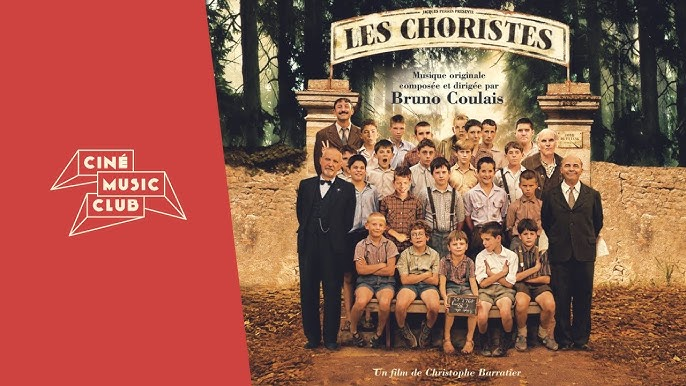 CINÉ
MUSIC
CLUB
JACQUES PERRIN PRÉSENTE
LES CHORISTES
Musique originale
composée et dirigée par
Bruno Coulais
Un film de Christophe Barratier